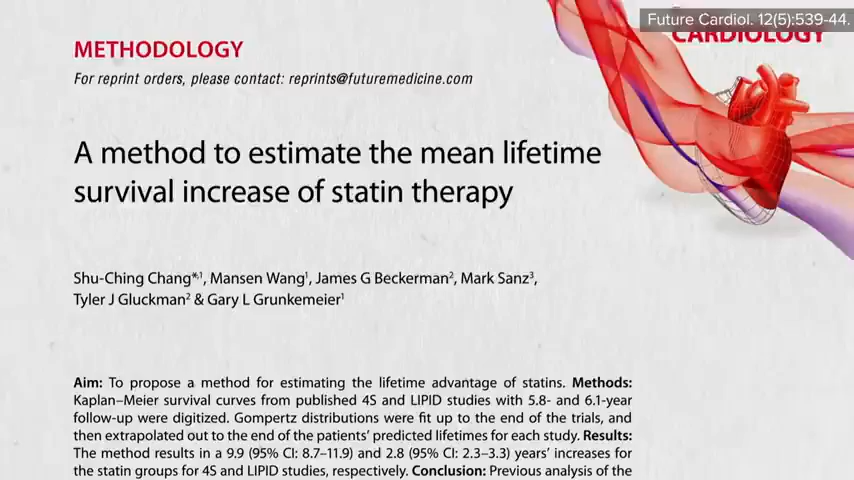 Future Cardiol. 12(5):539-44.
CARDIOLOGY
METHODOLOGY
For reprint orders, please contact: reprints@futuremedicine.com
A method to estimate the mean lifetime
survival increase of statin therapy
Shu-Ching Chang*,1, Mansen Wang1, James G Beckerman2, Mark Sanz3,
Tyler J Gluckman2 & Gary L Grunkemeier1
Aim: To propose a method for estimating the lifetime advantage of statins. Methods:
Kaplan–Meier survival curves from published 4S and LIPID studies with 5.8- and 6.1-year
follow-up were digitized. Gompertz distributions were fit up to the end of the trials, and
then extrapolated out to the end of the patients’ predicted lifetimes for each study. Results:
The method results in a 9.9 (95% CI: 8.7–11.9) and 2.8 (95% CI: 2.3–3.3) years’ increases for
the statin groups for 4S and LIPID studies, respectively. Conclusion: Previous analysis of the